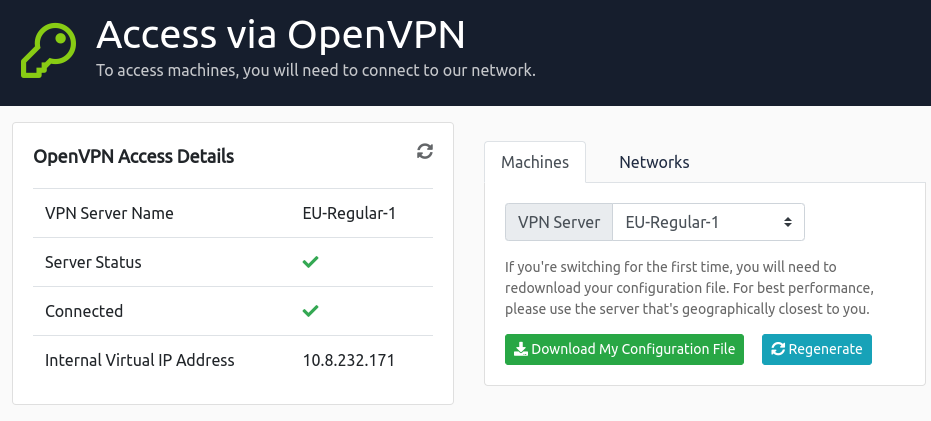 Access via OpenVPN
To access machines, you will need to connect to our network.
OpenVPN Access Details
VPN Server Name EU-Regular-1
Server Status
Connected
Internal Virtual IP Address 10.8.232.171
Machines Networks
VPN Server EU-Regular-1
If you're switching for the first time, you will need to
redownload your configuration file. For best performance,
please use the server that's geographically closest to you.
Download My Configuration File Regenerate